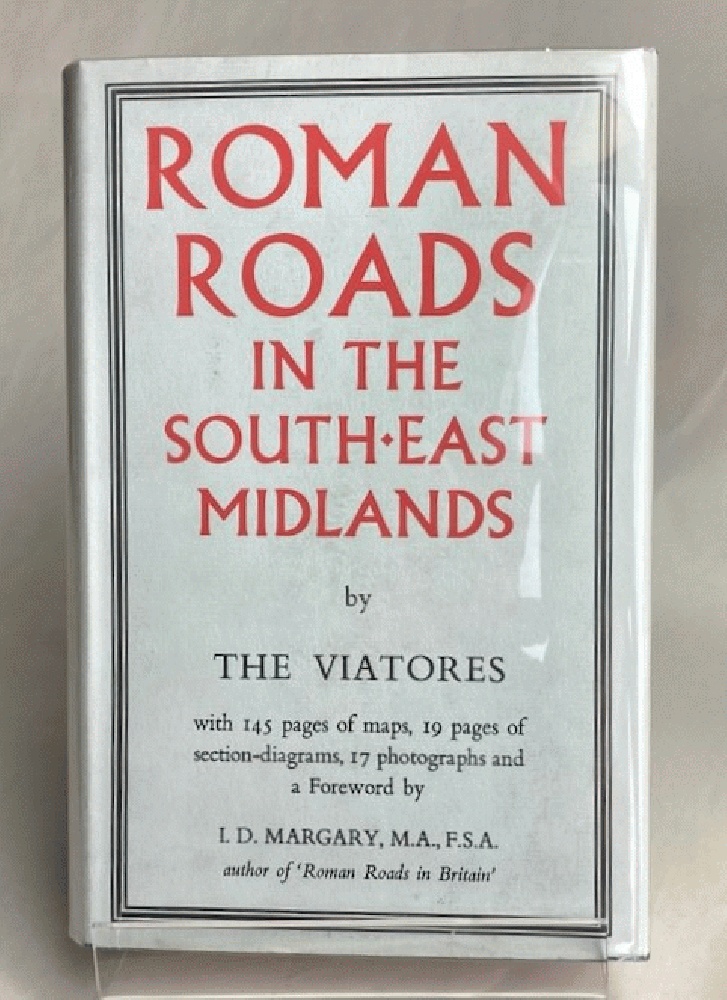 ROMAN
ROADS
IN THE
SOUTH·EAST
MIDLANDS
by
THE VIATORES
with 145 pages of maps, 19 pages of
section-diagrams, 17 photographs and
a Foreword by
I. D. MARGARY, M.A., F.S.A.
author of ‘Roman Roads in Britain’